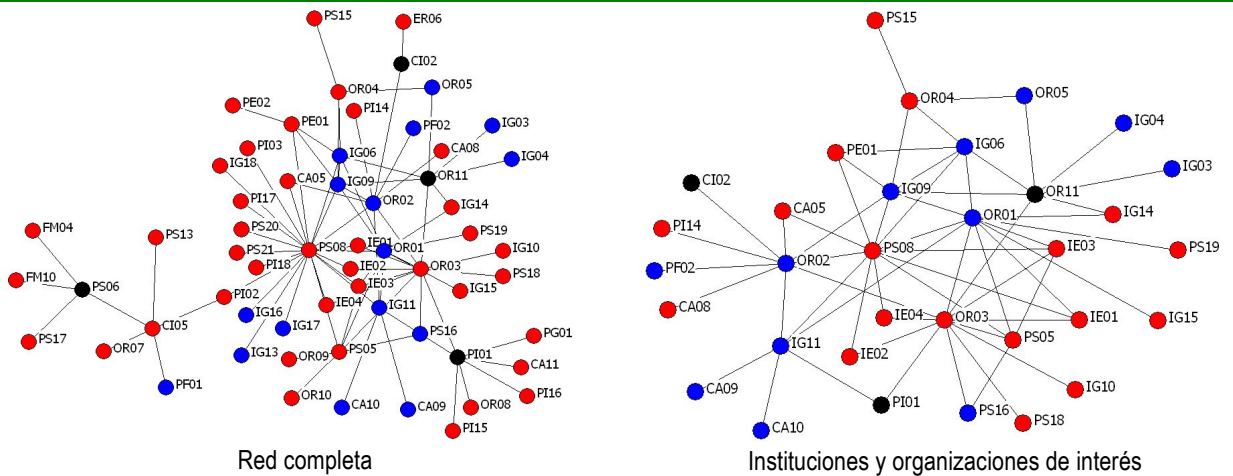 PS15
ER06
CI02
OR04
OR05
PE02
PI14
PE01
PF02
IG03
PI03
IG06
CA08
IG04
IG18
CA05
IG09
OR11
PI17
OR02
IG14
FM04
PS13
PS20
PS19
PS21
PS08
IE01
OR01
IG10
PI18
IE02
OR03
PS18
FM10
PS06
PI02
IE03
IG15
IG16
IE04
IG11
PS17
CI05
IG17
PS16
PG01
OR07
IG13
OR09
PS05
PI01
CA11
PF01
OR10
CA10
CA09
OR08
PI16
PI15
Red completa
PS15
OR04
OR05
IG04
PE01
IG06
IG03
CI02
IG09
OR11
CA05
OR01
IG14
PI14
PS08
IE03
PS19
PF02
OR02
CA08
IE04
OR03
IE01
IG15
IG11
IE02
PS05
CA09
PI01
PS16
IG10
CA10
PS18
Instituciones y organizaciones de interés